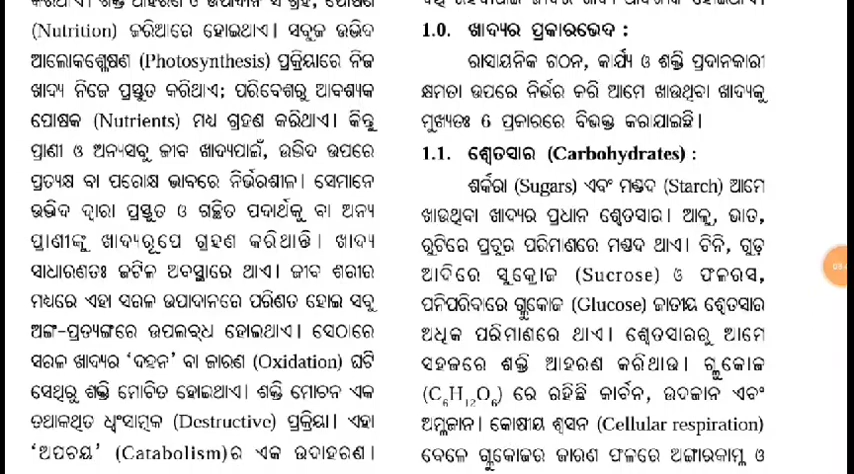 (Nutrition) ଜରିଆରେ ହୋଇଥାଏ। ସବୁଜ ଉଦ୍ଭିଦ
ଆଲୋକଶ୍ଳେଷଣ (Photosynthesis) ପ୍ରକ୍ରିୟାରେ ନିଜ
ଖାଦ୍ୟ ନିଜେ ପ୍ରସ୍ତୁତ କରିଥାଏ; ପରିବେଶରୁ ଆବଶ୍ୟକ
ପୋଷକ (Nutrients) ମଧ୍ୟ ଗ୍ରହଣ କରିଥାଏ। କିନ୍ତୁ
ପ୍ରାଣୀ ଓ ଅନ୍ୟସବୁ ଜୀବ ଖାଦ୍ୟପାଇଁ, ଉଦ୍ଭିଦ ଉପରେ
ପ୍ରତ୍ୟକ୍ଷ ବା ପରୋକ୍ଷ ଭାବରେ ନିର୍ଭରଶୀଳ। ସେମାନେ
ଉଦ୍ଭିଦ ଦ୍ୱାରା ପ୍ରସ୍ତୁତ ଓ ଗଚ୍ଛିତ ପଦାର୍ଥକୁ ବା ଅନ୍ୟ
ପ୍ରାଣୀଙ୍କୁ ଖାଦ୍ୟରୂପେ ଗ୍ରହଣ କରିଥାନ୍ତି। ଖାଦ୍ୟ
ସାଧାରଣତଃ ଜଟିଳ ଅବସ୍ଥାରେ ଥାଏ। ଜୀବ ଶରୀର
ମଧ୍ୟରେ ଏହା ସରଳ ଉପାଦାନରେ ପରିଣତ ହୋଇ ସବୁ
ଅଙ୍ଗ-ପ୍ରତ୍ୟଙ୍ଗରେ ଉପଲବ୍ଧ ହୋଇଥାଏ। ସେଠାରେ
ସରଳ ଖାଦ୍ୟର ‘ଦହନ’ ବା ଜାରଣ (Oxidation) ଘଟି
ସେଥିରୁ ଶକ୍ତି ମୋଚିତ ହୋଇଥାଏ। ଶକ୍ତି ମୋଚନ ଏକ
ତଥାକଥିତ ଧ୍ୱଂସାତ୍ମକ (Destructive) ପ୍ରକ୍ରିୟା। ଏହା
‘ଅପଚୟ’ (Catabolism)ର ଏକ ଉଦାହରଣ।
1.0. ଖାଦ୍ୟର ପ୍ରକାରଭେଦ :
ରାସାୟନିକ ଗଠନ, କାର୍ଯ୍ୟ ଓ ଶକ୍ତି ପ୍ରଦାନକାରୀ
କ୍ଷମତା ଉପରେ ନିର୍ଭର କରି ଆମେ ଖାଉଥିବା ଖାଦ୍ୟକୁ
ମୁଖ୍ୟତଃ 6 ପ୍ରକାରରେ ବିଭକ୍ତ କରାଯାଇଛି।
1.1. ଶ୍ୱେତସାର (Carbohydrates) :
ଶର୍କରା (Sugars) ଏବଂ ମଣ୍ଡଦ (Starch) ଆମେ
ଖାଉଥିବା ଖାଦ୍ୟର ପ୍ରଧାନ ଶ୍ୱେତସାର। ଆଳୁ, ଭାତ,
ରୁଟିରେ ପ୍ରଚୁର ପରିମାଣରେ ମଣ୍ଡଦ ଥାଏ। ଚିନି, ଗୁଡ଼
ଆଦିରେ ସୁକ୍ରୋଜ (Sucrose) ଓ ଫଳରସ,
ପନିପରିବାରେ ଗ୍ଲୁକୋଜ (Glucose) ଜାତୀୟ ଶ୍ୱେତସାର
ଅଧିକ ପରିମାଣରେ ଥାଏ। ଶ୍ୱେତସାରରୁ ଆମେ
ସହଜରେ ଶକ୍ତି ଆହରଣ କରିଥାଉ। ଗ୍ଲୁକୋଜ
(C₆H₁₂O₆) ରେ ରହିଛି କାର୍ବନ, ଉଦଜାନ ଏବଂ
ଅମ୍ଳଜାନ। କୋଷୀୟ ଶ୍ୱସନ (Cellular respiration)
ବେଳେ ଗ୍ଲୁକୋଜର ଜାରଣ ଫଳରେ ଅଙ୍ଗାରକାମ୍ଳ ଓ